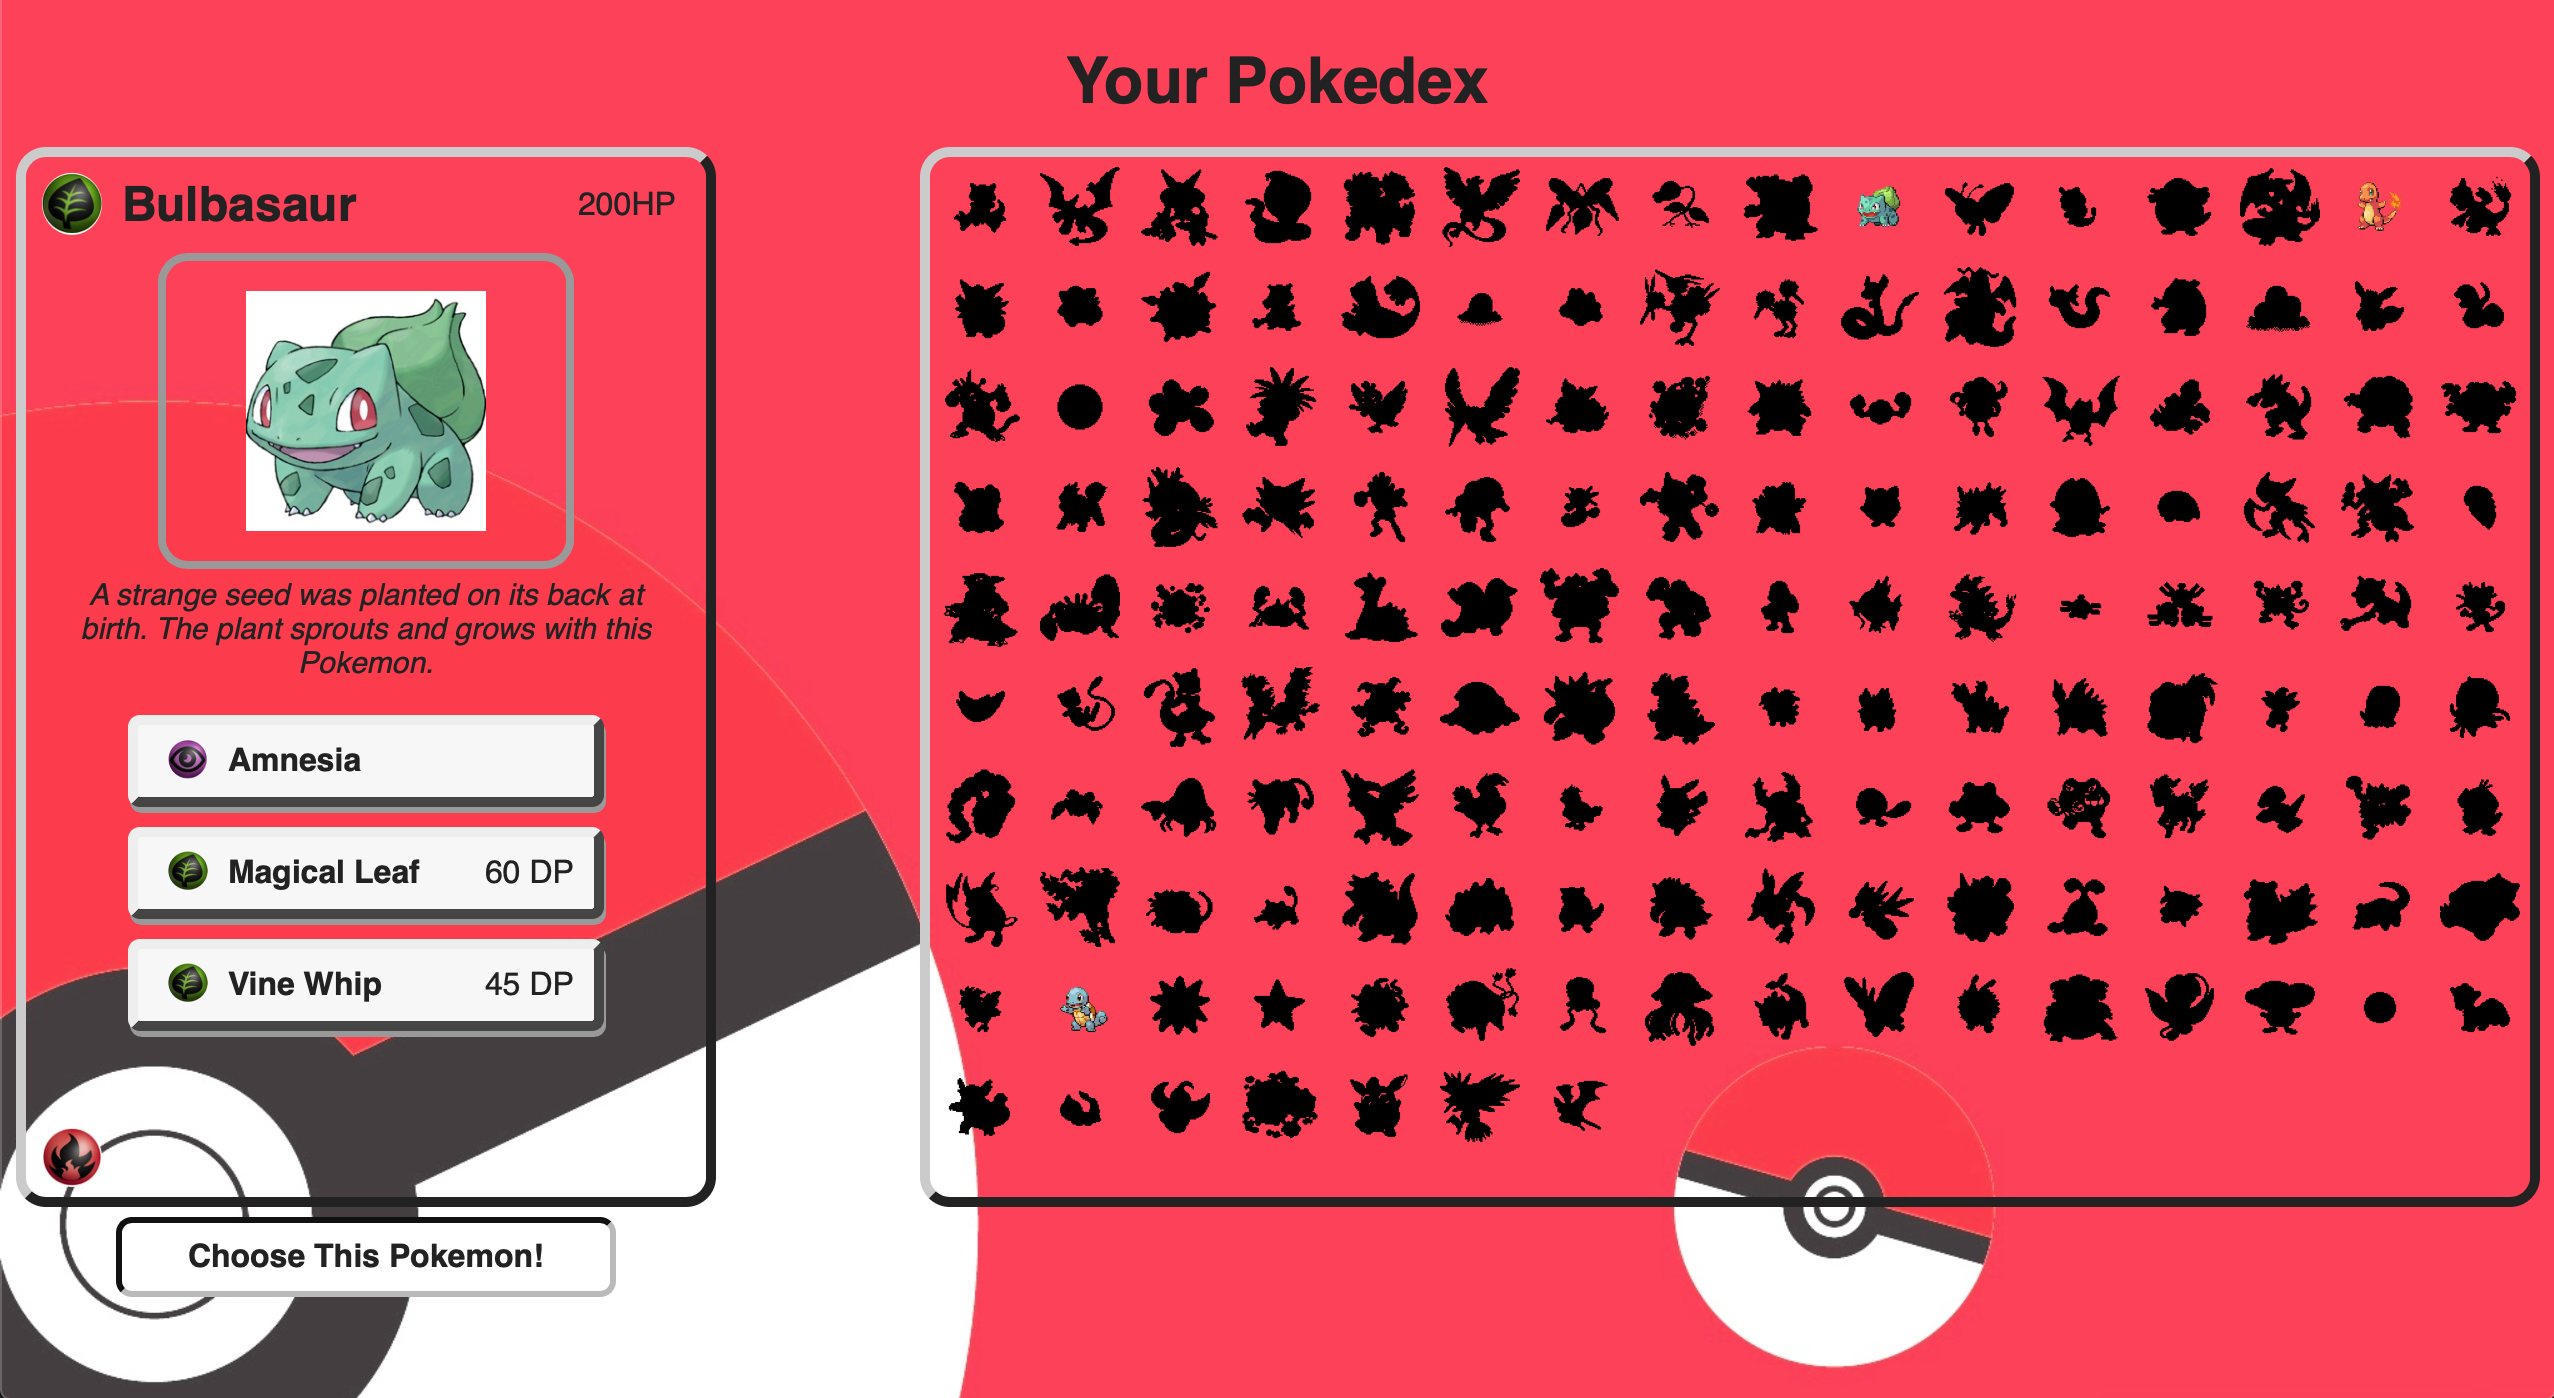 Your Pokedex
Bulbasaur
200HP
A strange seed was planted on its back at
birth. The plant sprouts and grows with this
Pokemon.
Amnesia
Magical Leaf 60 DP
Vine Whip 45 DP
Choose This Pokemon!